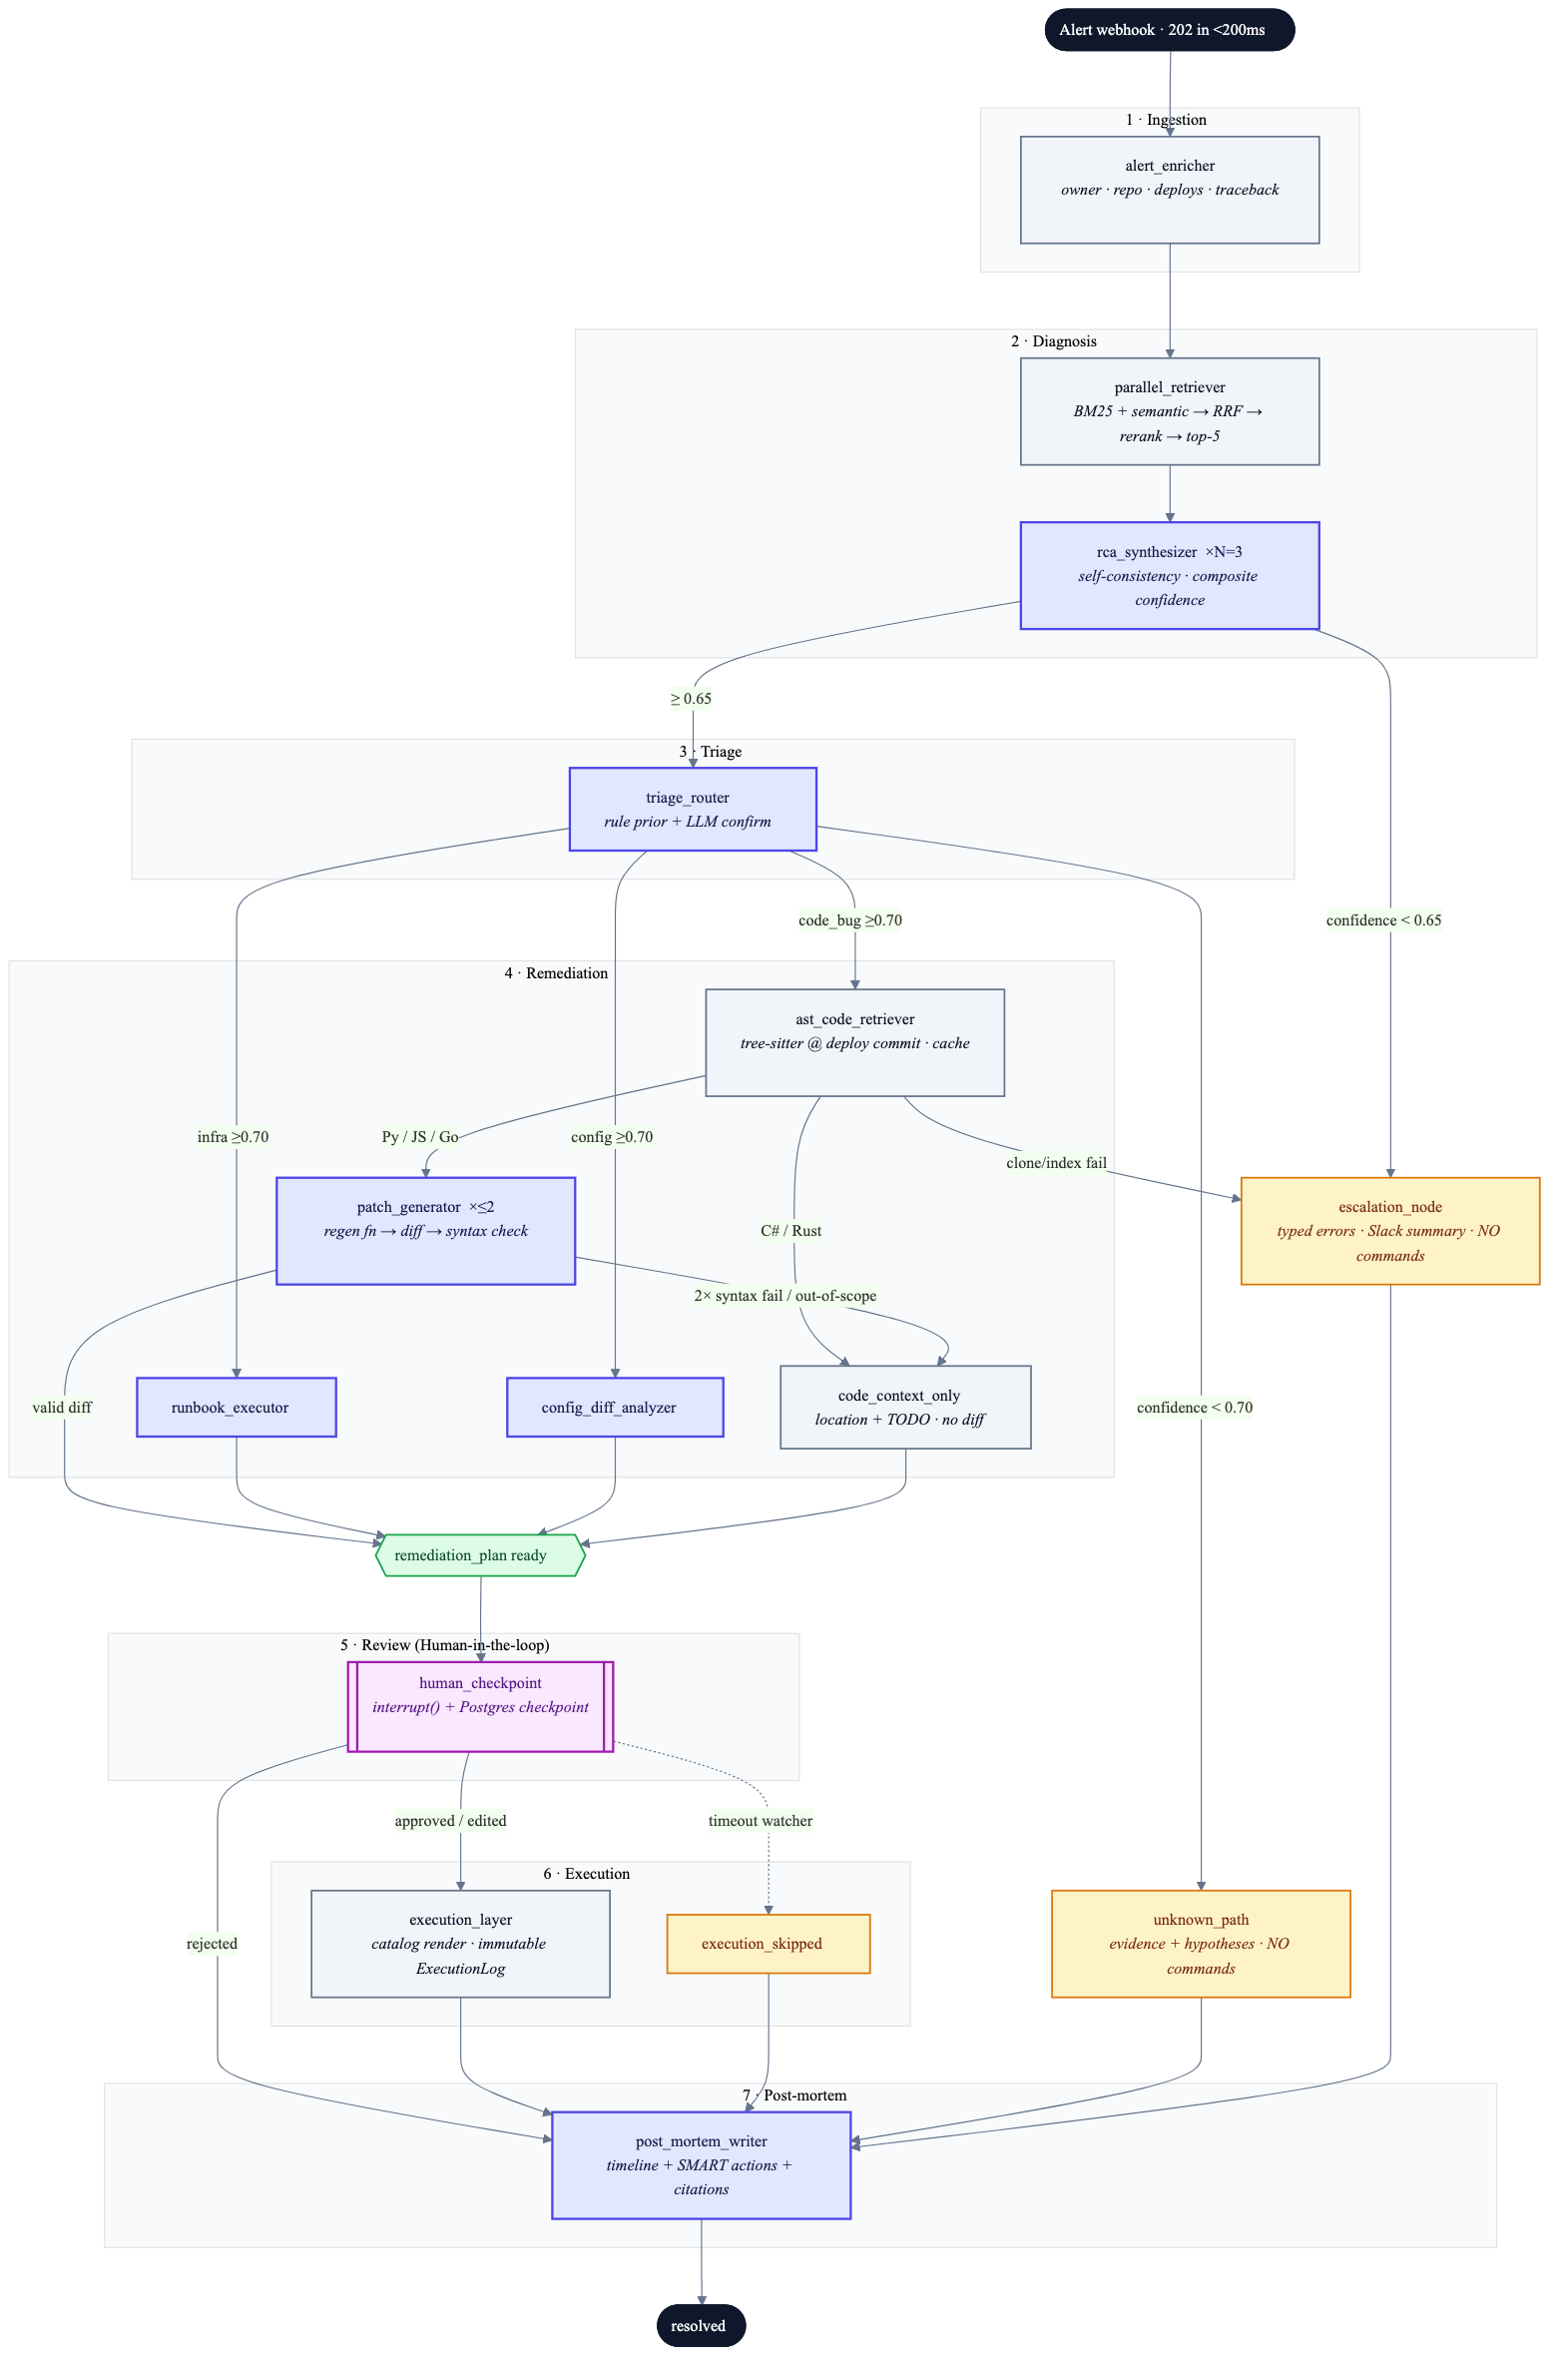 Alert webhook · 202 in <200ms
1 · Ingestion
alert_enricher
owner · repo · deploys · traceback
2 · Diagnosis
parallel_retriever
BM25 + semantic → RRF →
rerank → top-5
rca_synthesizer ×N=3
self-consistency · composite
confidence
≥ 0.65
3 · Triage
triage_router
rule prior + LLM confirm
code_bug ≥0.70
confidence < 0.65
4 · Remediation
ast_code_retriever
tree-sitter @ deploy commit · cache
infra ≥0.70
Py / JS / Go
config ≥0.70
clone/index fail
patch_generator ×≤2
regen fn → diff → syntax check
C# / Rust
escalation_node
typed errors · Slack summary · NO
commands
2× syntax fail / out-of-scope
valid diff
runbook_executor
config_diff_analyzer
code_context_only
location + TODO · no diff
confidence < 0.70
remediation_plan ready
5 · Review (Human-in-the-loop)
human_checkpoint
interrupt() + Postgres checkpoint
approved / edited
timeout watcher
6 · Execution
rejected
execution_layer
catalog render · immutable
ExecutionLog
execution_skipped
unknown_path
evidence + hypotheses · NO
commands
7 · Post-mortem
post_mortem_writer
timeline + SMART actions +
citations
resolved